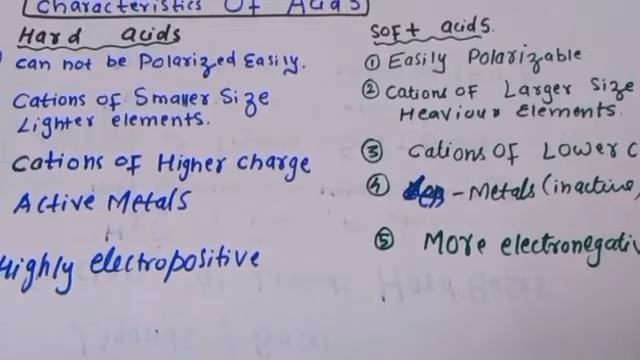 Characteristics Of Acids
Hard acids
can not be Polarized Easily.
Cations of Smaller Size
Lighter elements.
Cations of Higher charge
Active Metals
Highly electropositive
SOFt acids.
① Easily Polarizable
② Cations OF Larger Size
Heaviour Elements.
③ Cations OF Lower C
④ - Metals (inactive,
⑤ More electronegativ